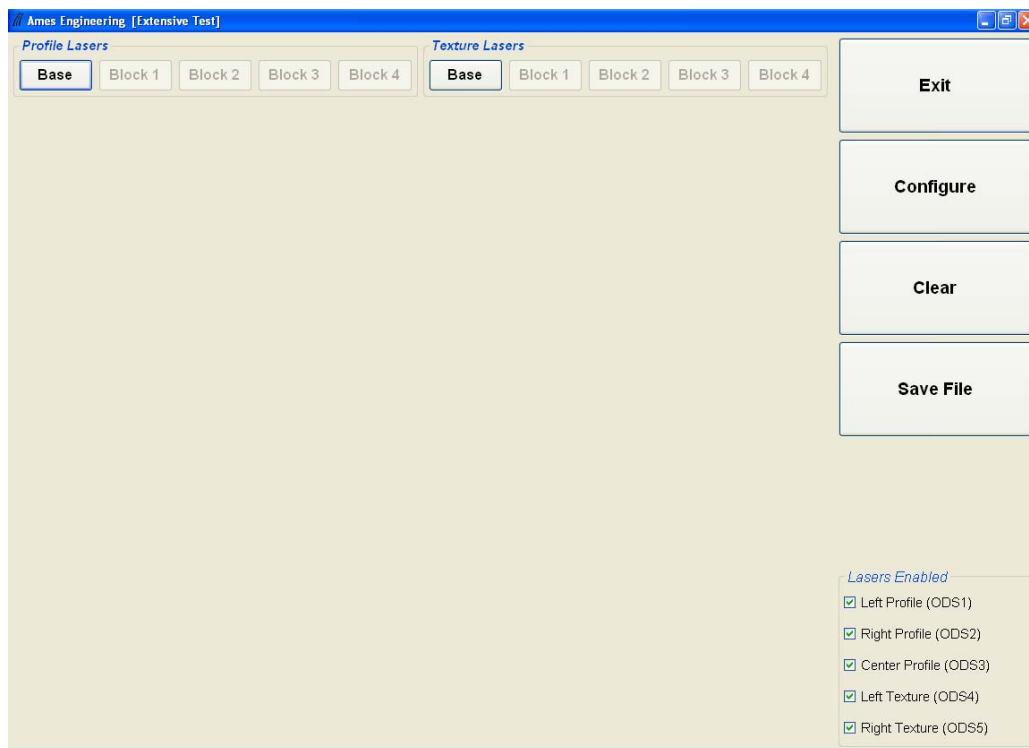 Ames Engineering [Extensive Test]
Profile Lasers
Base Block 1 Block 2 Block 3 Block 4
Texture Lasers
Base Block 1 Block 2 Block 3 Block 4
Exit
Configure
Clear
Save File
Lasers Enabled
Left Profile (ODS1)
Right Profile (ODS2)
Center Profile (ODS3)
Left Texture (ODS4)
Right Texture (ODS5)